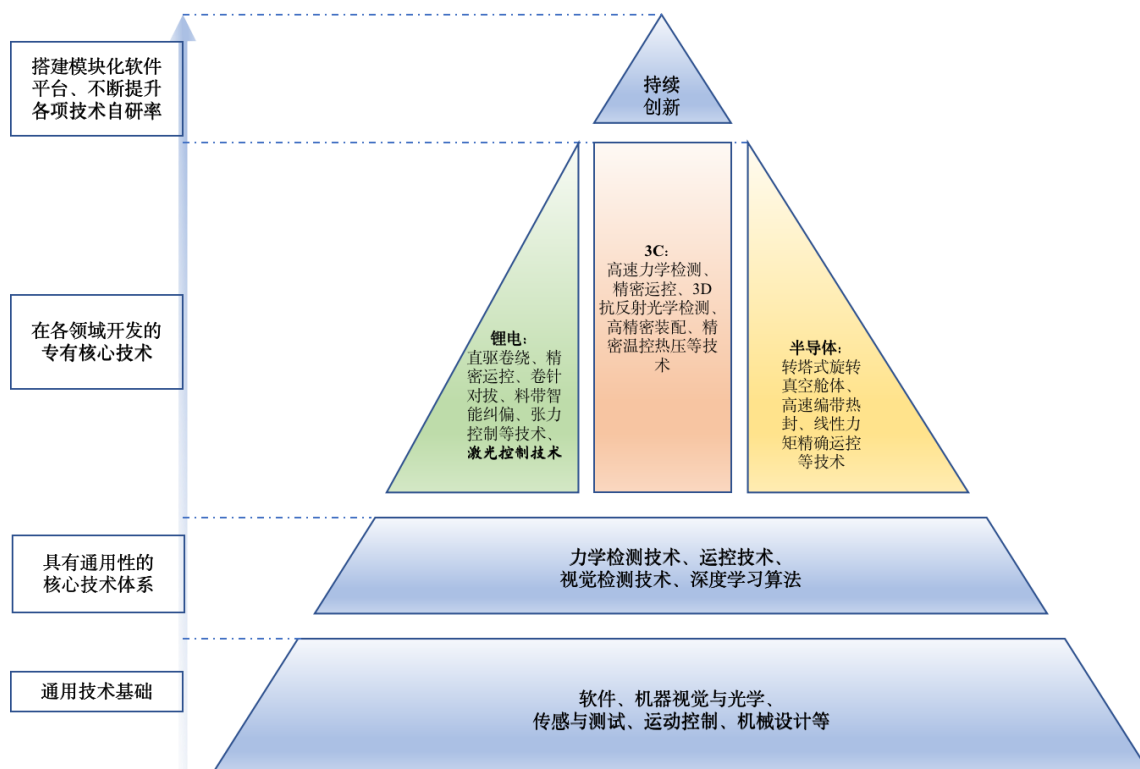 搭建模块化软件
平台、不断提升
各项技术自研率
持续
创新
在各领域开发的
专有核心技术
锂电：
直驱卷绕、精
密运控、卷针
对拔、料带智
能纠偏、张力
控制等技术、
激光控制技术
3C：
高速力学检测、
精密运控、3D
抗反射光学检测、
高精密装配、精
密温控热压等技
术
半导体：
转塔式旋转
真空舱体、
高速编带热
封、线性力
矩精确运控
等技术
具有通用性的
核心技术体系
力学检测技术、运控技术、
视觉检测技术、深度学习算法
通用技术基础
软件、机器视觉与光学、
传感与测试、运动控制、机械设计等